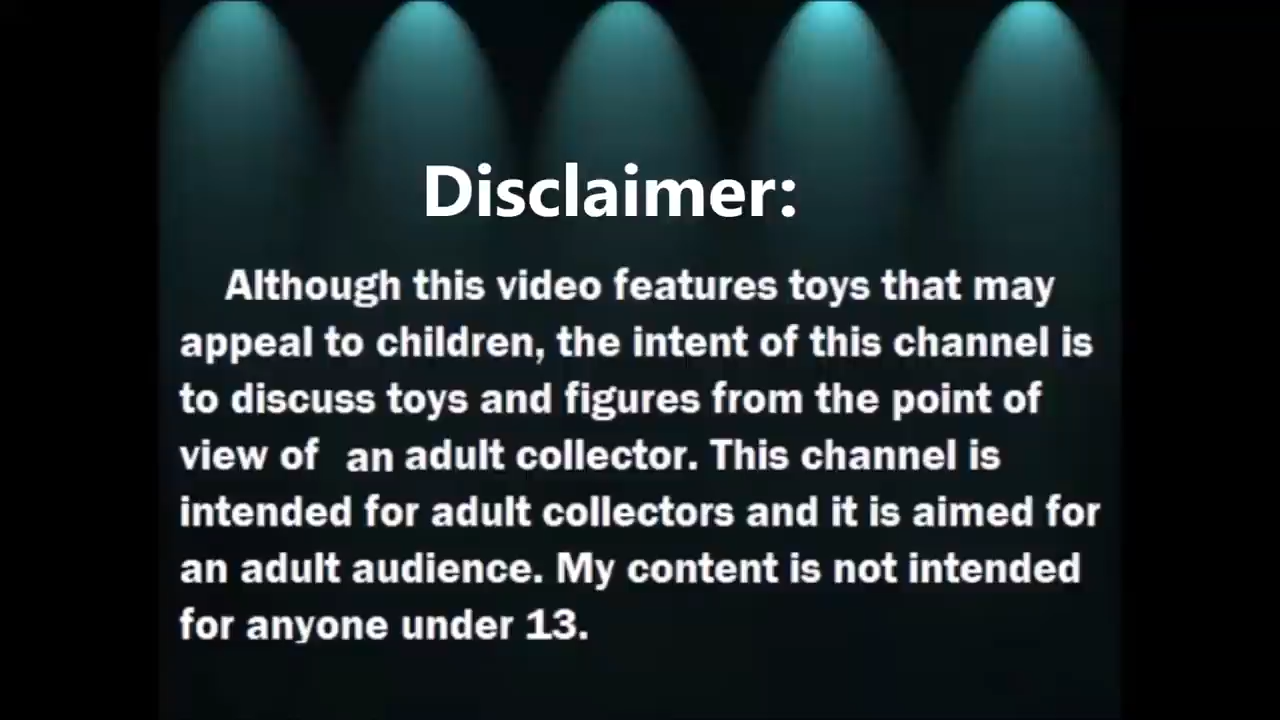 Disclaimer:
Although this video features toys that may
appeal to children, the intent of this channel is
to discuss toys and figures from the point of
view of an adult collector. This channel is
intended for adult collectors and it is aimed for
an adult audience. My content is not intended
for anyone under 13.